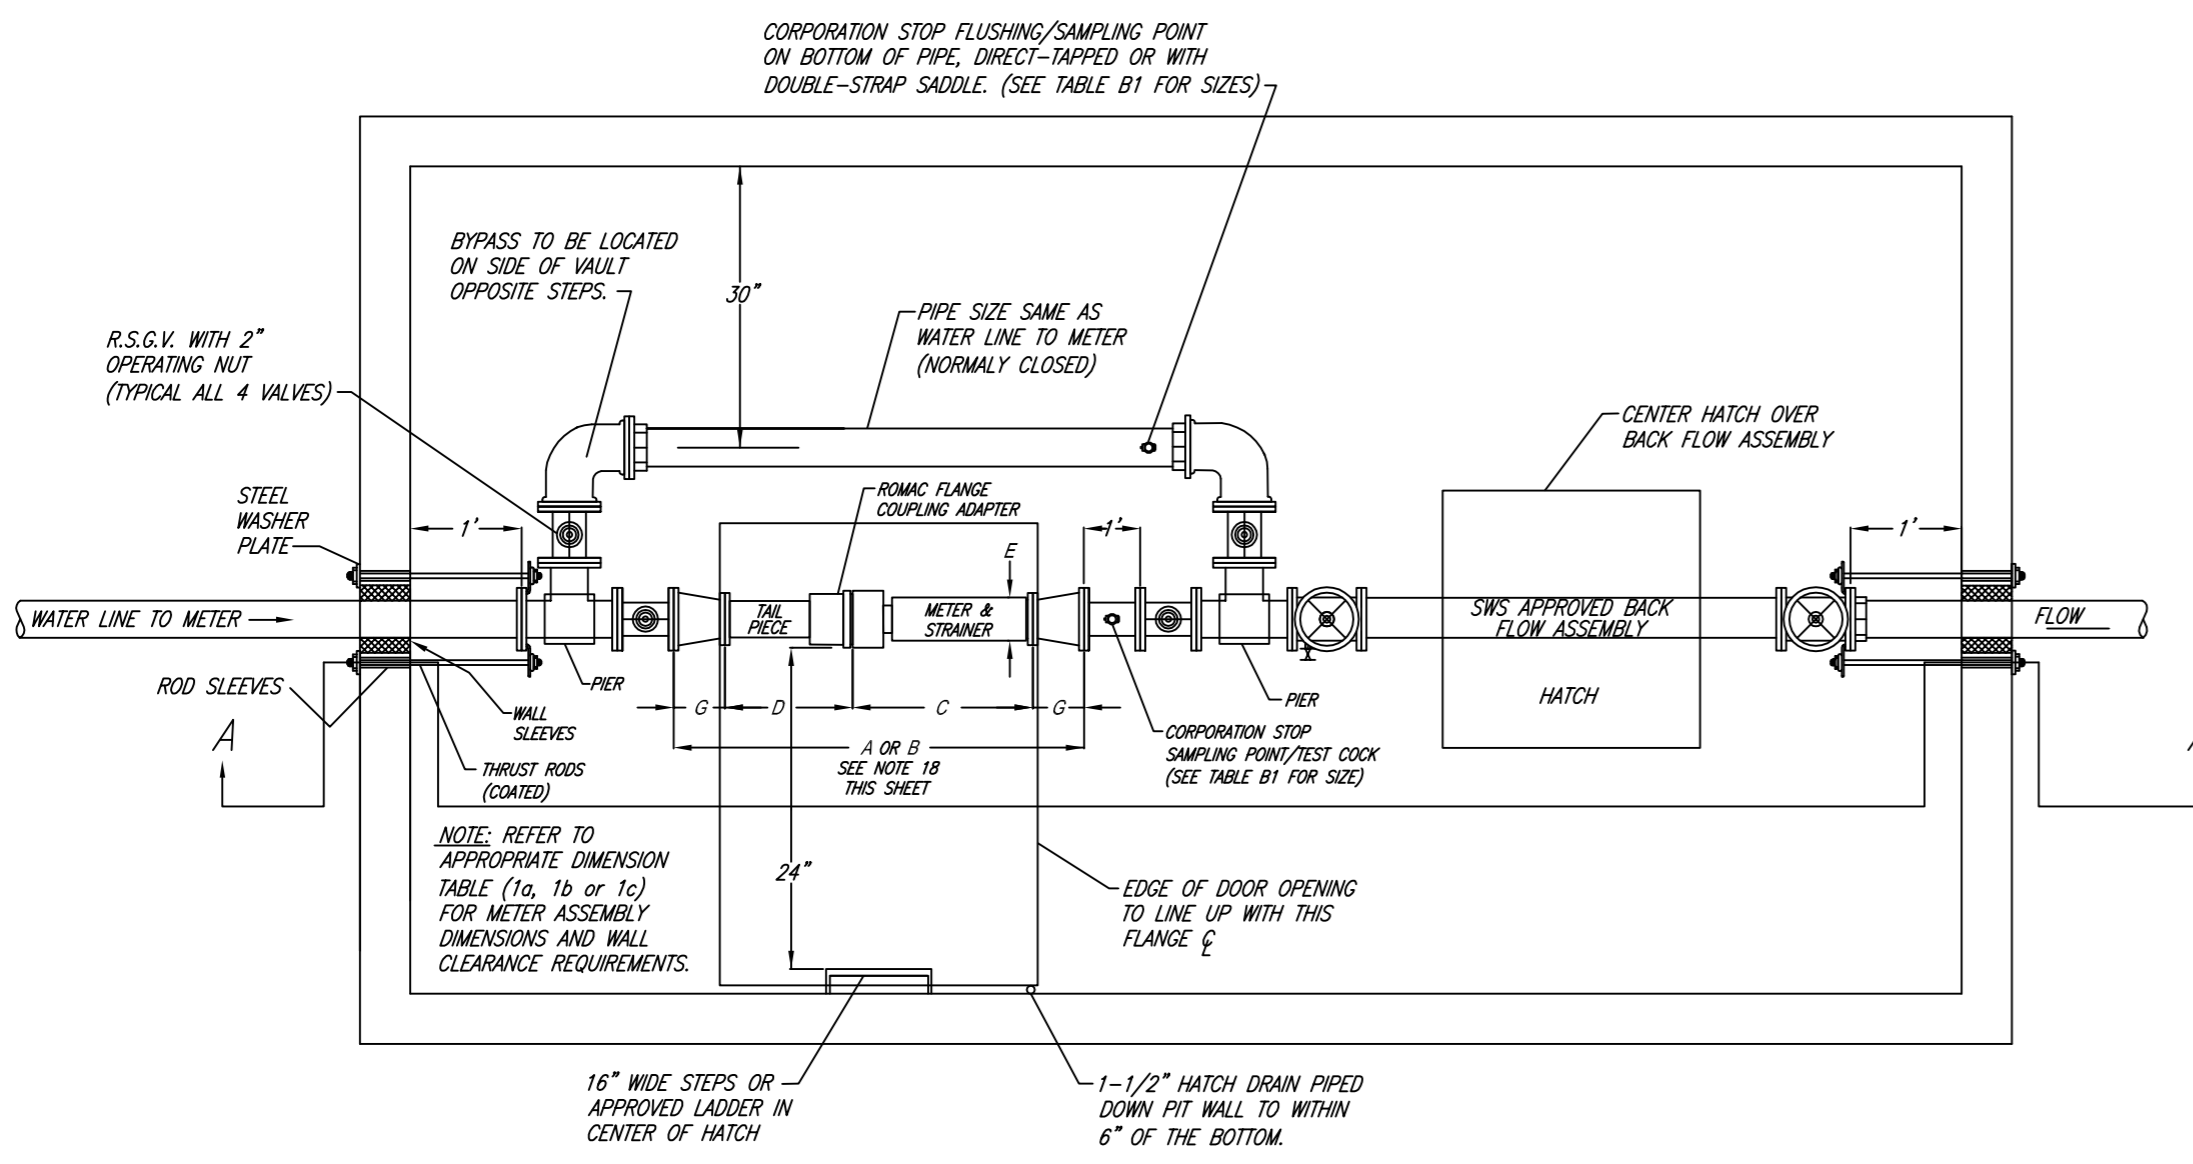 CORPORATION STOP FLUSHING/SAMPLING POINT
ON BOTTOM OF PIPE, DIRECT-TAPPED OR WITH
DOUBLE-STRAP SADDLE. (SEE TABLE B1 FOR SIZES)
BYPASS TO BE LOCATED
ON SIDE OF VAULT
OPPOSITE STEPS.
30"
PIPE SIZE SAME AS
WATER LINE TO METER
(NORMALY CLOSED)
R.S.G.V. WITH 2"
OPERATING NUT
(TYPICAL ALL 4 VALVES)
CENTER HATCH OVER
BACK FLOW ASSEMBLY
STEEL
WASHER
PLATE
1'
ROMAC FLANGE
COUPLING ADAPTER
E
1'
1'
WATER LINE TO METER
TAIL
PIECE
METER &
STRAINER
SWS APPROVED BACK
FLOW ASSEMBLY
FLOW
ROD SLEEVES
PIER
WALL
SLEEVES
G
D
C
G
PIER
HATCH
A
A OR B
SEE NOTE 18
THIS SHEET
CORPORATION STOP
SAMPLING POINT/TEST COCK
(SEE TABLE B1 FOR SIZE)
THRUST RODS
(COATED)
NOTE: REFER TO
APPROPRIATE DIMENSION
TABLE (1a, 1b or 1c)
FOR METER ASSEMBLY
DIMENSIONS AND WALL
CLEARANCE REQUIREMENTS.
24"
EDGE OF DOOR OPENING
TO LINE UP WITH THIS
FLANGE ℄
16" WIDE STEPS OR
APPROVED LADDER IN
CENTER OF HATCH
1-1/2" HATCH DRAIN PIPED
DOWN PIT WALL TO WITHIN
6" OF THE BOTTOM.